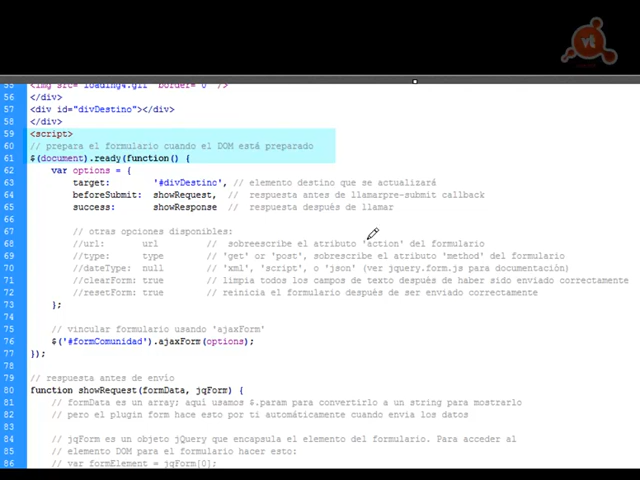 vt
55 <img src="loading4.gif" border="0" />
56 </div>
57 <div id="divDestino"></div>
58 </div>
59 <script>
60 // prepara el formulario cuando el DOM está preparado
61 $(document).ready(function() {
62 var options = {
63 target: '#divDestino', // elemento destino que se actualizará
64 beforeSubmit: showRequest, // respuesta antes de llamarpre-submit callback
65 success: showResponse // respuesta después de llamar
66
67 // otras opciones disponibles:
68 //url: url // sobreescribe el atributo 'action' del formulario
69 //type: type // 'get' or 'post', sobrescribe el atributo 'method' del formulario
70 //dateType: null // 'xml', 'script', o 'json' (ver jquery.form.js para documentación)
71 //clearForm: true // limpia todos los campos de texto después de haber sido enviado correctamente
72 //resetForm: true // reinicia el formulario después de ser enviado correctamente
73 };
74
75 // vincular formulario usando 'ajaxForm'
76 $('#formComunidad').ajaxForm(options);
77 });
78
79 // respuesta antes de envío
80 function showRequest(formData, jqForm) {
81 // formData es un array; aquí usamos $.param para convertirlo a un string para mostrarlo
82 // pero el plugin form hace esto por ti automáticamente cuando envia los datos
83
84 // jqForm es un objeto jQuery que encapsula el elemento del formulario. Para acceder al
85 // elemento DOM para el formulario hacer esto:
86 // var formElement = jqForm[0];